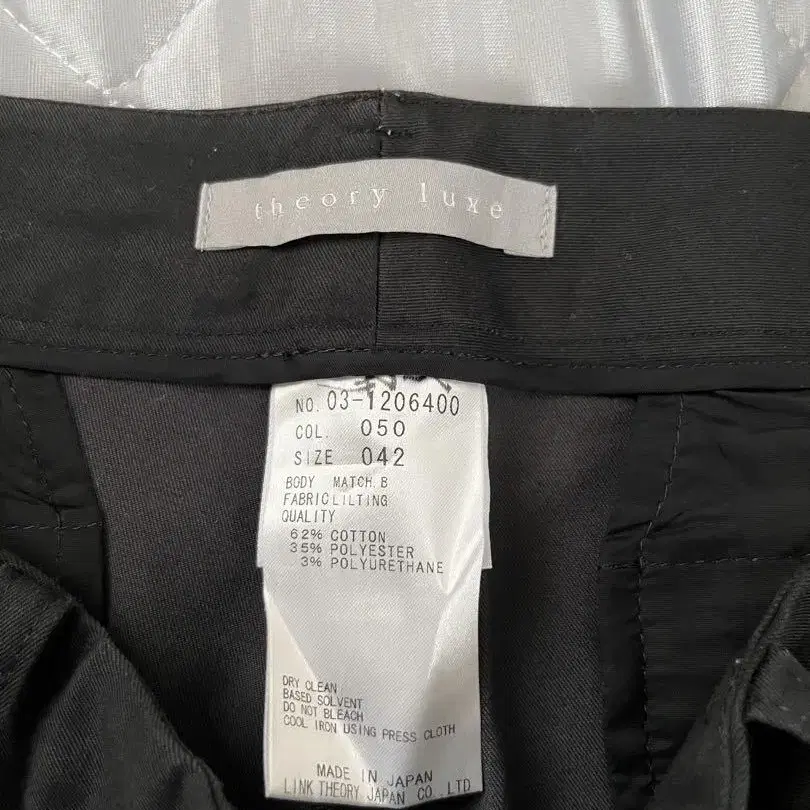 theory luxe
NO. 03-1206400
COL. 050
SIZE 042
BODY MATCH.B
FABRIC LILTING
QUALITY
62% COTTON
35% POLYESTER
3% POLYURETHANE
DRY CLEAN
BASED SOLVENT
DO NOT BLEACH
COOL IRON USING PRESS CLOTH
MADE IN JAPAN
LINK THEORY JAPAN CO.,LTD